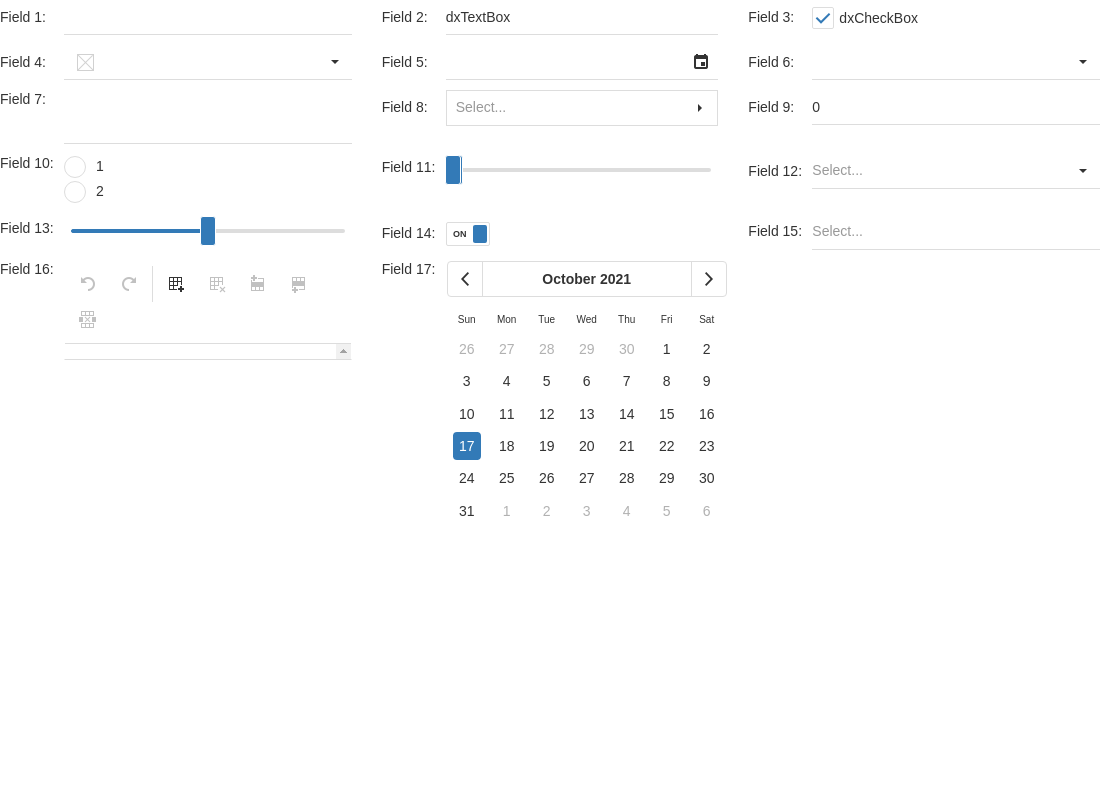 Field 1:
Field 2: dxTextBox
Field 3: dxCheckBox
Field 4:
Field 5:
Field 6:
Field 7:
Field 8: Select...
Field 9: 0
Field 10: 1
2
Field 11:
Field 12: Select...
Field 13:
Field 14: ON
Field 15: Select...
Field 16:
Field 17: October 2021
Sun Mon Tue Wed Thu Fri Sat
26 27 28 29 30 1 2
3 4 5 6 7 8 9
10 11 12 13 14 15 16
17 18 19 20 21 22 23
24 25 26 27 28 29 30
31 1 2 3 4 5 6